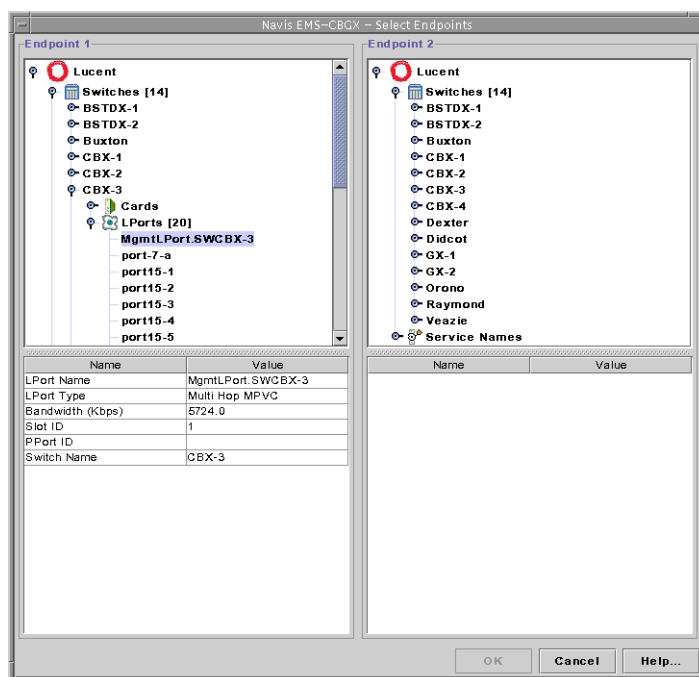 Navis EMS-CBGX - Select Endpoints
Endpoint 1
Lucent
Switches [14]
BSTDX-1
BSTDX-2
Buxton
CBX-1
CBX-2
CBX-3
Cards
LPorts [20]
MgmtLPort.SWCBX-3
port-7-a
port15-1
port15-2
port15-3
port15-4
port15-5
Name Value
LPort Name MgmtLPort.SWCBX-3
LPort Type Multi Hop MPVC
Bandwidth (Kbps) 5724.0
Slot ID 1
PPort ID
Switch Name CBX-3
Endpoint 2
Lucent
Switches [14]
BSTDX-1
BSTDX-2
Buxton
CBX-1
CBX-2
CBX-3
CBX-4
Dexter
Didcot
GX-1
GX-2
Orono
Raymond
Veazie
Service Names
Name Value
OK Cancel Help...